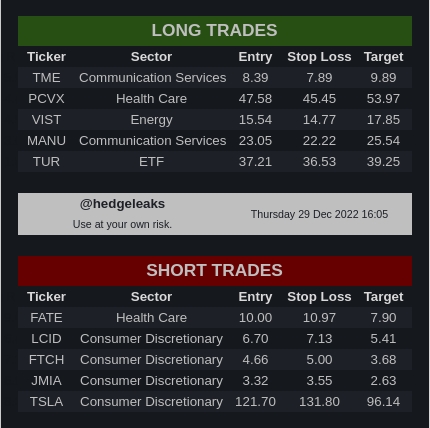 LONG TRADES
Ticker Sector Entry Stop Loss Target
TME Communication Services 8.39 7.89 9.89
PCVX Health Care 47.58 45.45 53.97
VIST Energy 15.54 14.77 17.85
MANU Communication Services 23.05 22.22 25.54
TUR ETF 37.21 36.53 39.25
@hedgeleaks
Use at your own risk.
Thursday 29 Dec 2022 16:05
SHORT TRADES
Ticker Sector Entry Stop Loss Target
FATE Health Care 10.00 10.97 7.90
LCID Consumer Discretionary 6.70 7.13 5.41
FTCH Consumer Discretionary 4.66 5.00 3.68
JMIA Consumer Discretionary 3.32 3.55 2.63
TSLA Consumer Discretionary 121.70 131.80 96.14